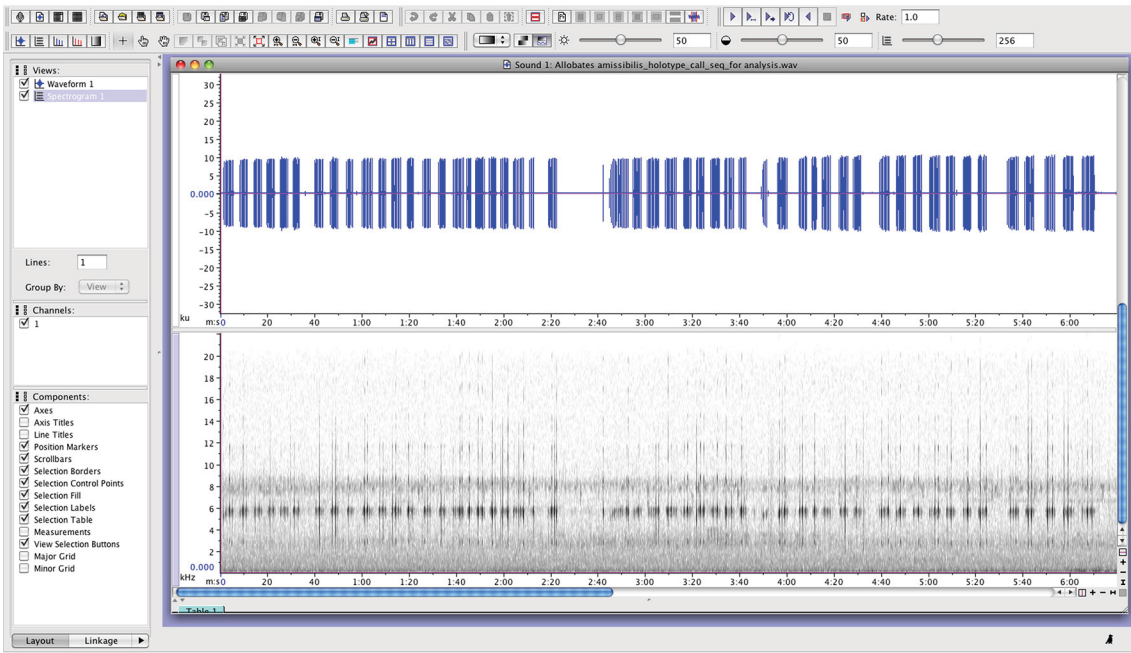 Rate: 1.0
50
50
256
Views:
Waveform 1
Spectrogram 1
Lines: 1
Group By: View
Channels:
1
Components:
Axes
Axis Titles
Line Titles
Position Markers
Scrollbars
Selection Borders
Selection Control Points
Selection Fill
Selection Labels
Selection Table
Measurements
View Selection Buttons
Major Grid
Minor Grid
Layout Linkage
Sound 1: Allobates amissibilis_holotype_call_seq_for analysis.wav
30
25
20
15
10
5
0.000
-5
-10
-15
-20
-25
-30
ku
m:s0 20 40 1:00 1:20 1:40 2:00 2:20 2:40 3:00 3:20 3:40 4:00 4:20 4:40 5:00 5:20 5:40 6:00
20
18
16
14
12
10
8
6
4
2
0.000
kHz
m:s0 20 40 1:00 1:20 1:40 2:00 2:20 2:40 3:00 3:20 3:40 4:00 4:20 4:40 5:00 5:20 5:40 6:00
Table 1